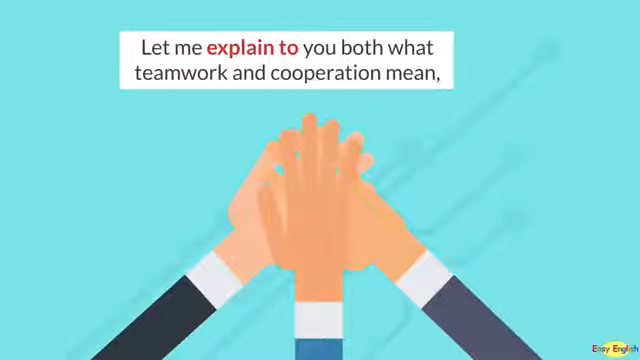 Let me explain to you both what
teamwork and cooperation mean,
Easy English